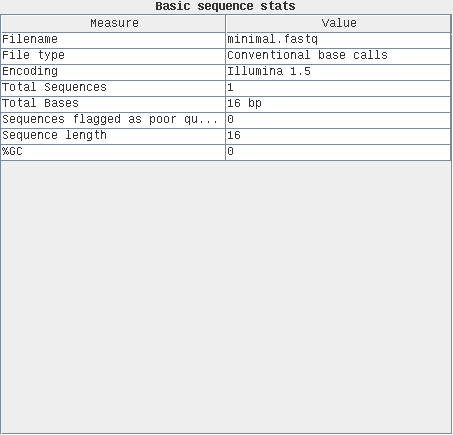 Basic sequence stats
Measure Value
Filename minimal.fastq
File type Conventional base calls
Encoding Illumina 1.5
Total Sequences 1
Total Bases 16 bp
Sequences flagged as poor qu... 0
Sequence length 16
%GC 0